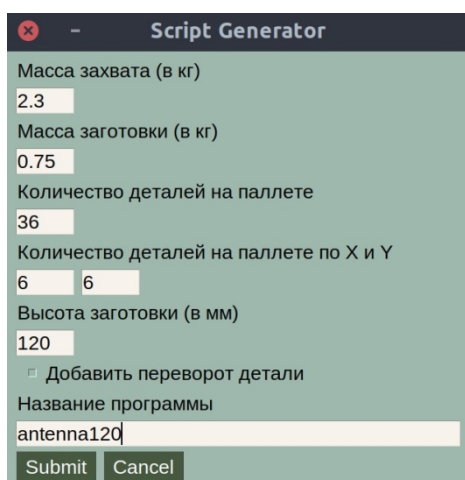 Script Generator
Масса захвата (в кг)
2.3
Масса заготовки (в кг)
0.75
Количество деталей на паллете
36
Количество деталей на паллете по X и Y
6 6
Высота заготовки (в мм)
120
Добавить переворот детали
Название программы
antenna120
Submit Cancel